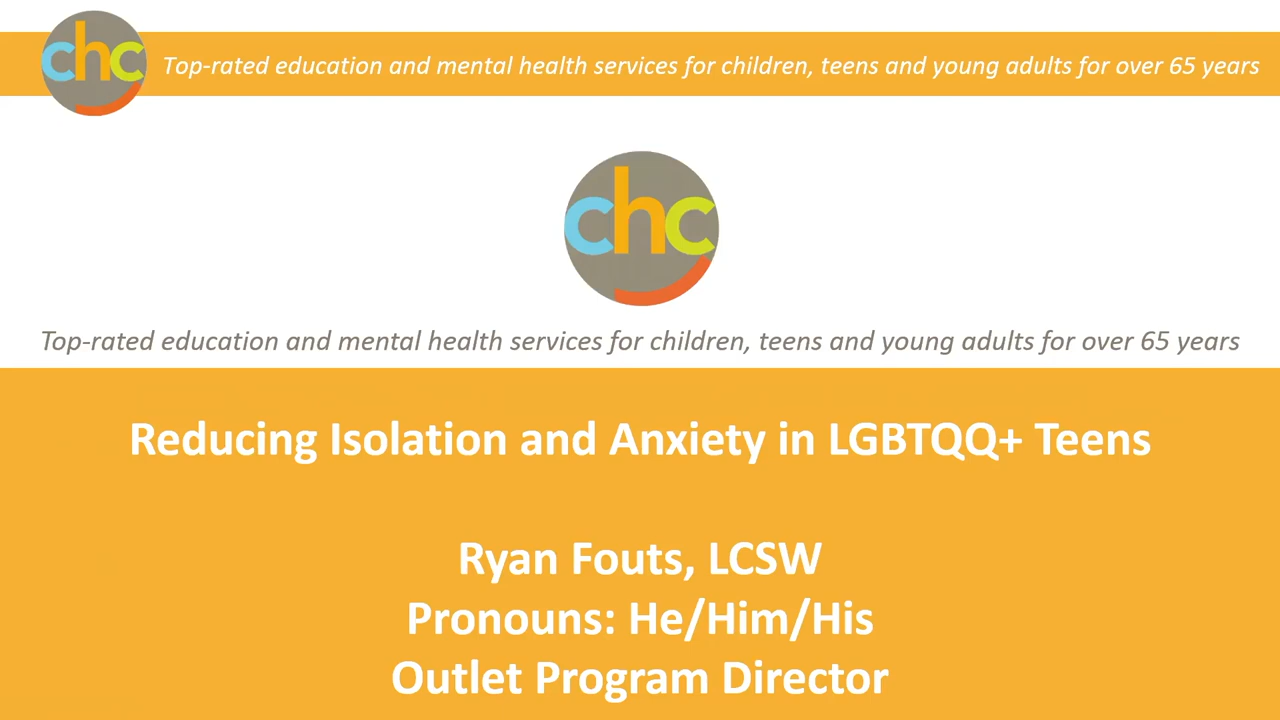 chc
Top-rated education and mental health services for children, teens and young adults for over 65 years
chc
Top-rated education and mental health services for children, teens and young adults for over 65 years
Reducing Isolation and Anxiety in LGBTQQ+ Teens
Ryan Fouts, LCSW
Pronouns: He/Him/His
Outlet Program Director